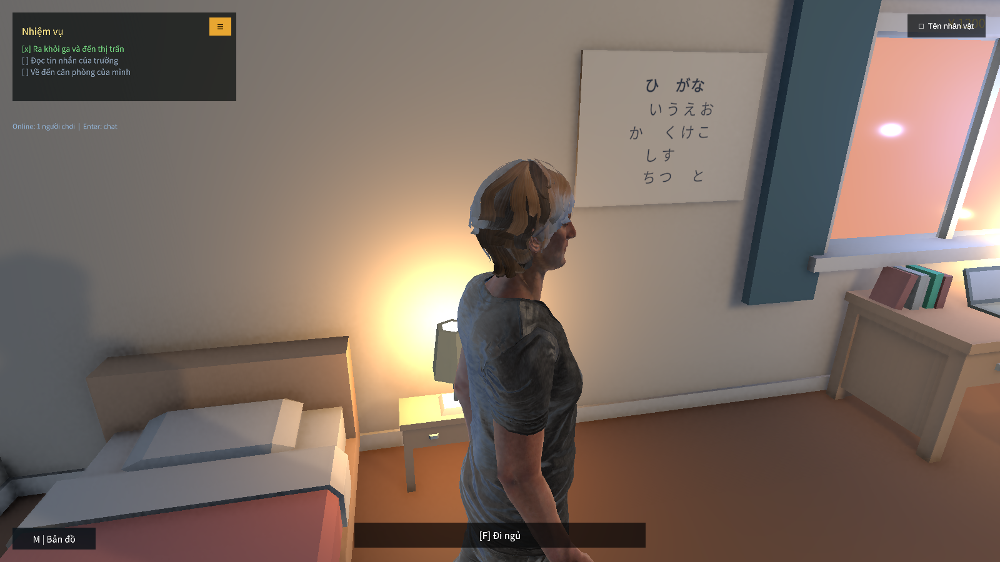 Nhiệm vụ
☰
[x] Ra khỏi ga và đến thị trấn
[ ] Đọc tin nhắn của trường
[ ] Về đến căn phòng của mình
Online: 1 người chơi | Enter: chat
□ Tên nhân vật
ひ がな
いうえお
か くけこ
しす
ちつ と
[F] Đi ngủ
M | Bản đồ